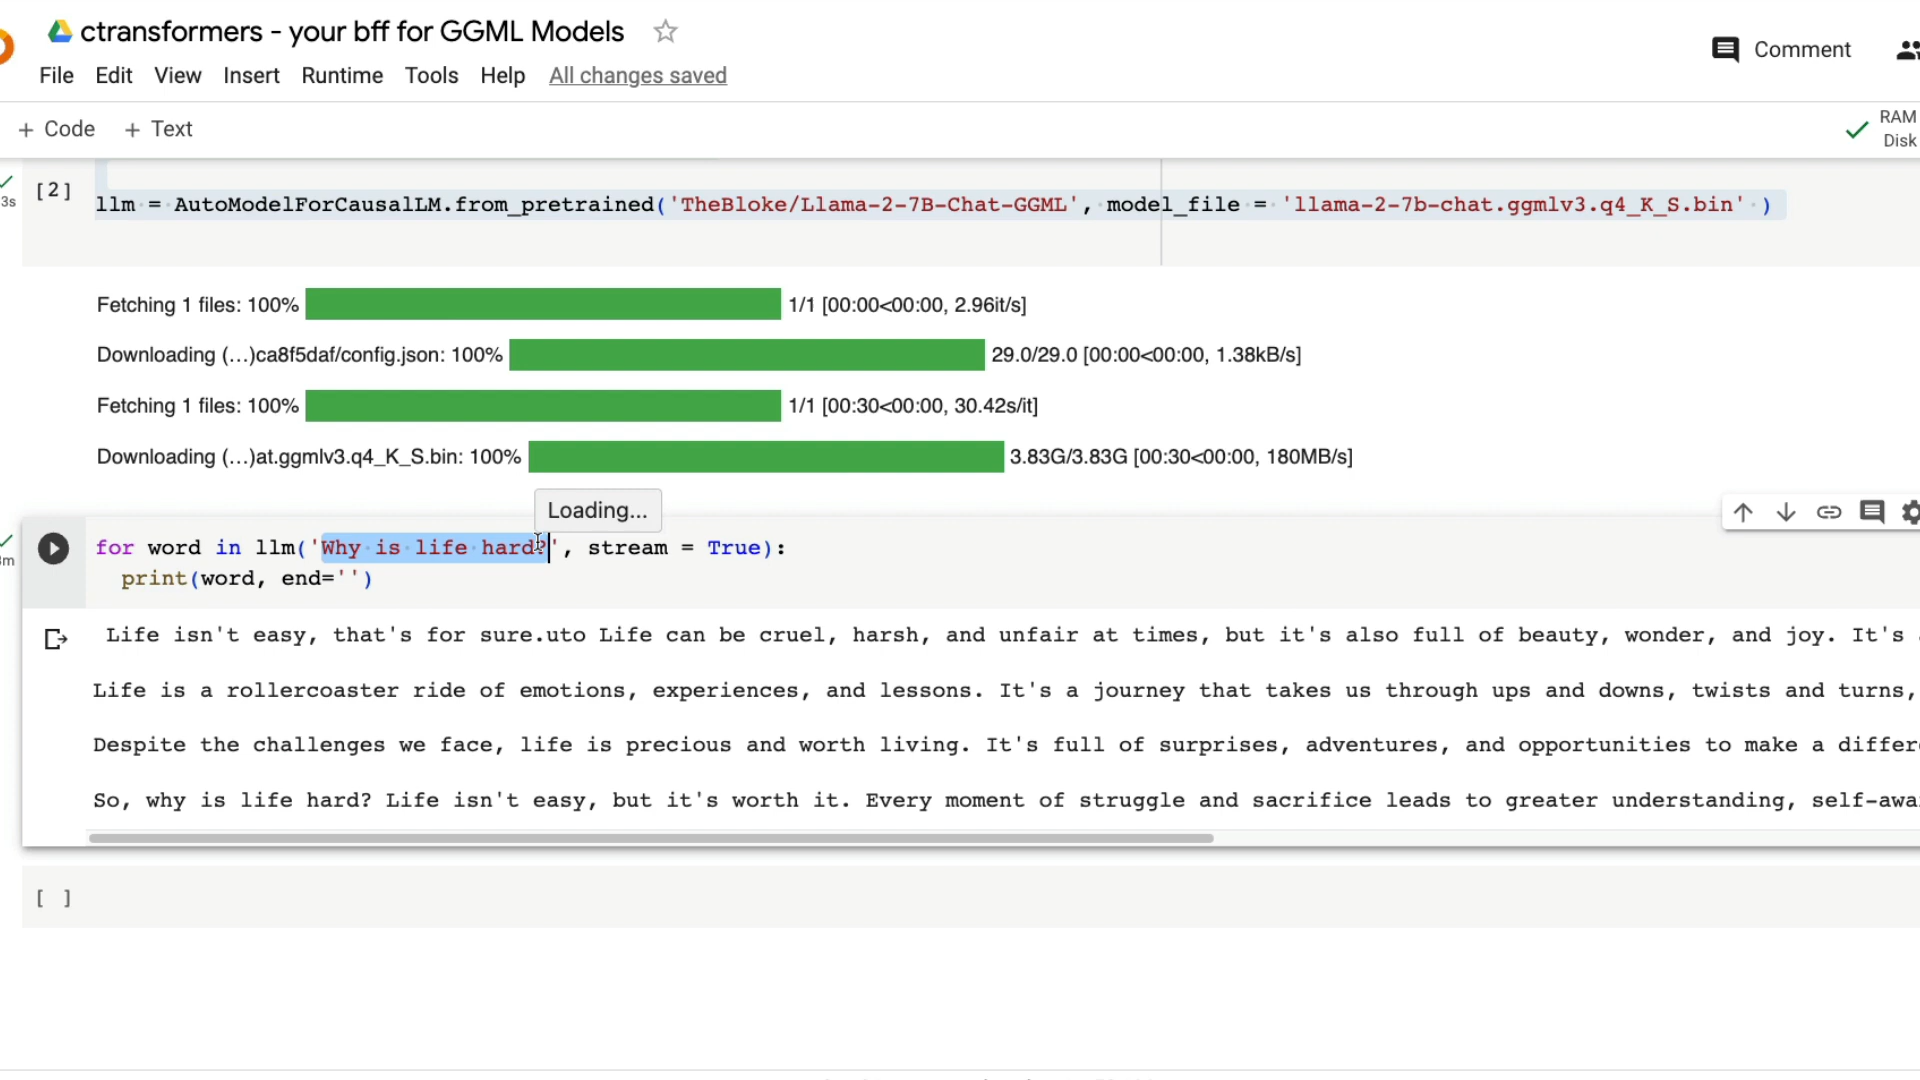 ctransformers - your bff for GGML Models
Comment
File Edit View Insert Runtime Tools Help All changes saved
+ Code + Text
RAM
Disk
3s
[2]
llm = AutoModelForCausalLM.from_pretrained('TheBloke/Llama-2-7B-Chat-GGML', model_file = 'llama-2-7b-chat.ggmlv3.q4_K_S.bin' )
Fetching 1 files: 100% 1/1 [00:00<00:00, 2.96it/s]
Downloading (…)ca8f5daf/config.json: 100% 29.0/29.0 [00:00<00:00, 1.38kB/s]
Fetching 1 files: 100% 1/1 [00:30<00:00, 30.42s/it]
Downloading (…)at.ggmlv3.q4_K_S.bin: 100% 3.83G/3.83G [00:30<00:00, 180MB/s]
Loading...
for word in llm('Why is life hard?', stream = True):
print(word, end='')
Life isn't easy, that's for sure.uto Life can be cruel, harsh, and unfair at times, but it's also full of beauty, wonder, and joy. It's
Life is a rollercoaster ride of emotions, experiences, and lessons. It's a journey that takes us through ups and downs, twists and turns,
Despite the challenges we face, life is precious and worth living. It's full of surprises, adventures, and opportunities to make a differ
So, why is life hard? Life isn't easy, but it's worth it. Every moment of struggle and sacrifice leads to greater understanding, self-awa
[ ]